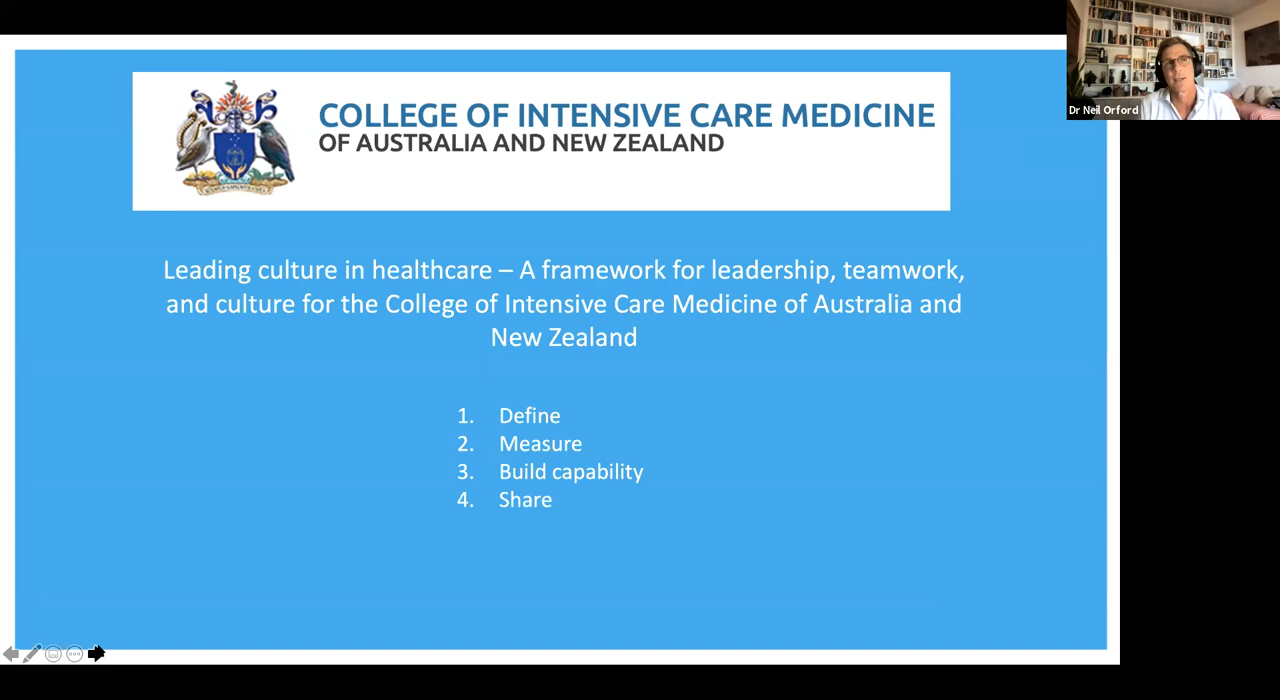 COLLEGE OF INTENSIVE CARE MEDICINE
OF AUSTRALIA AND NEW ZEALAND
Dr Neil Orford
Leading culture in healthcare – A framework for leadership, teamwork,
and culture for the College of Intensive Care Medicine of Australia and
New Zealand
1. Define
2. Measure
3. Build capability
4. Share